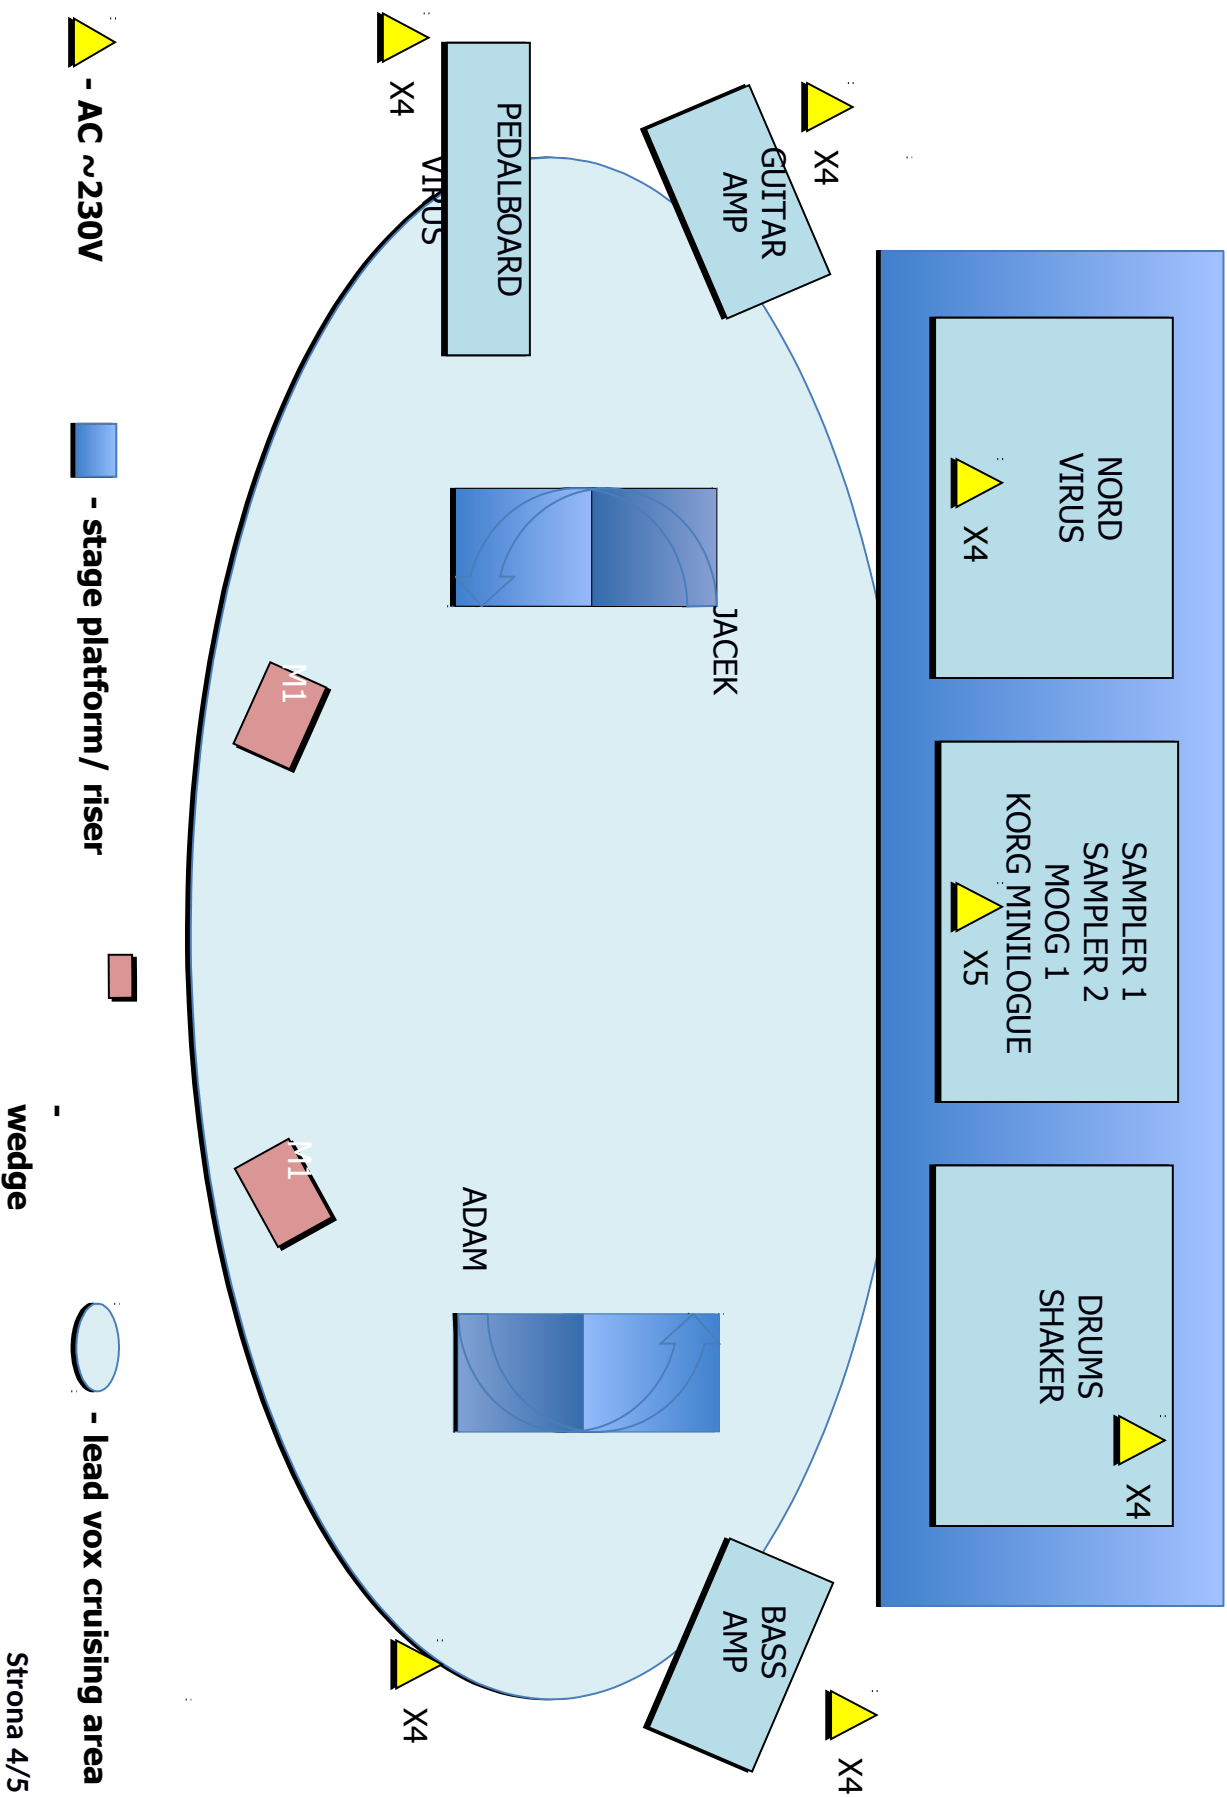 NORD
VIRUS
X4
SAMPLER 1
SAMPLER 2
MOOG 1
KORG MINILOGUE
X5
DRUMS
SHAKER
X4
X4
GUITAR
AMP
BASS
AMP
X4
JACEK
PEDALBOARD
VIRUS
X4
ADAM
X4
M1
M1
- AC ~230V
- stage platform/ riser
-
wedge
- lead vox cruising area
Strona 4/5